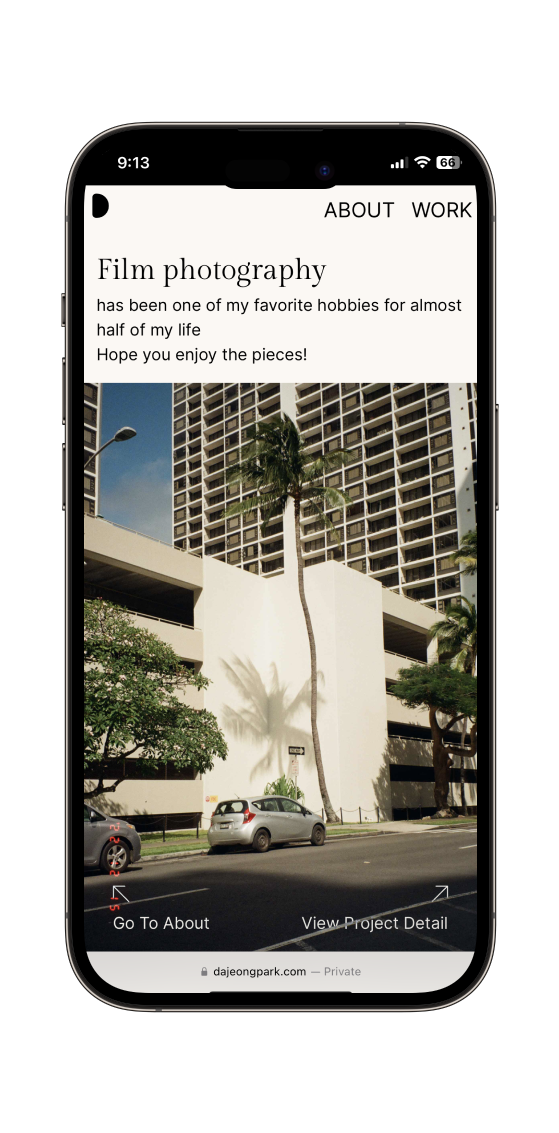 9:13
66
ABOUT WORK
Film photography
has been one of my favorite hobbies for almost
half of my life
Hope you enjoy the pieces!
Go To About
View Project Detail
dajeongpark.com — Private